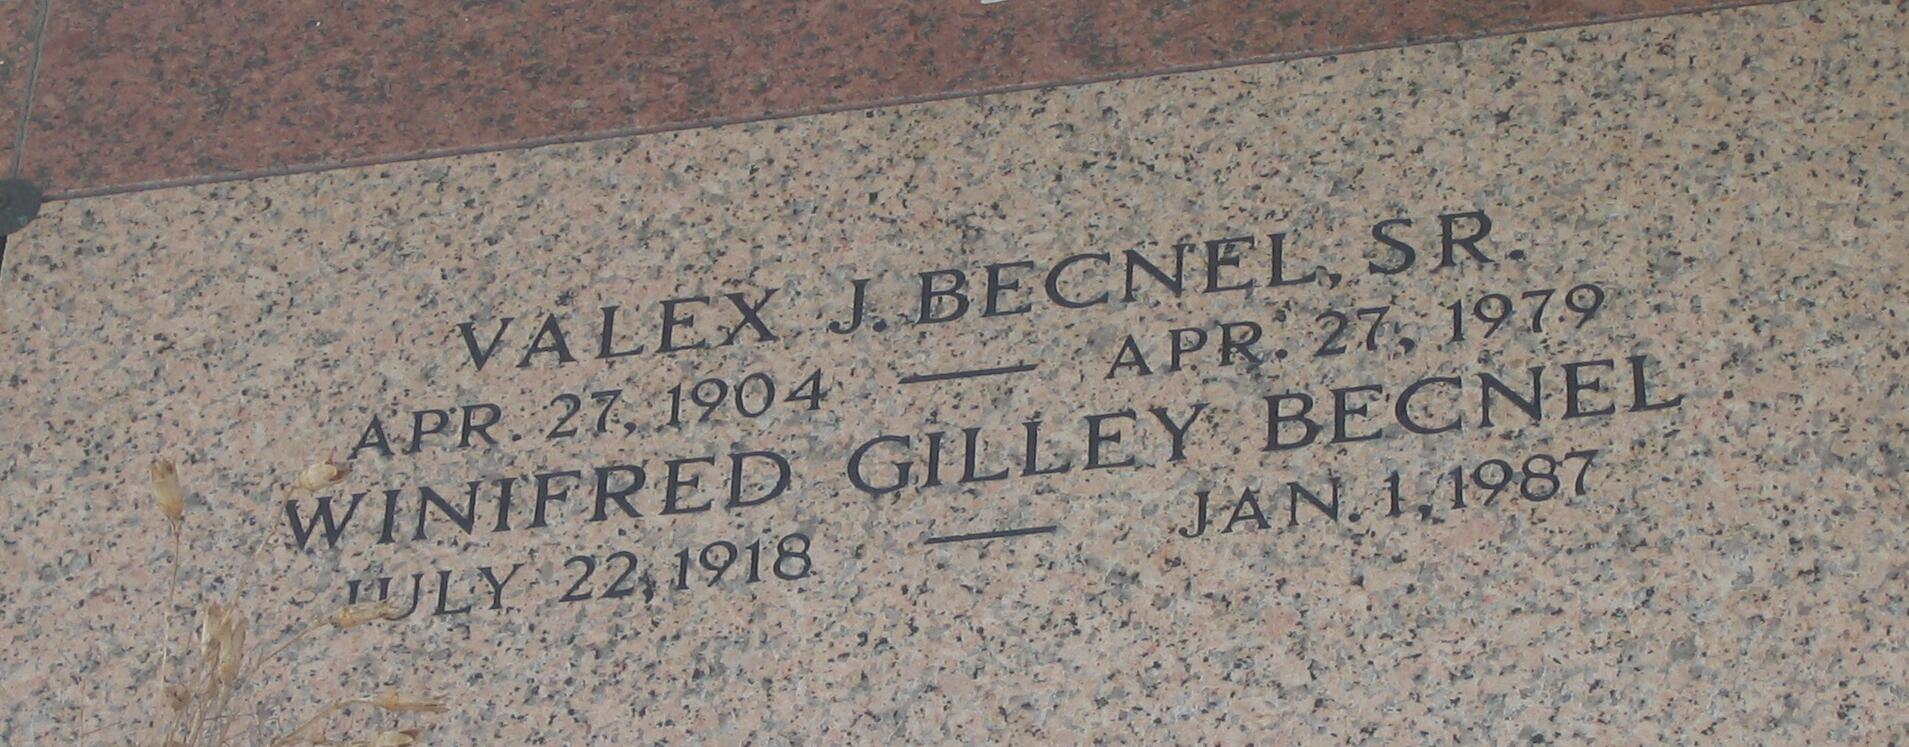 VALEX J. BECNEL, SR.
APR. 27, 1904 — APR. 27, 1979
WINIFRED GILLEY BECNEL
JULY 22, 1918 — JAN. 1, 1987